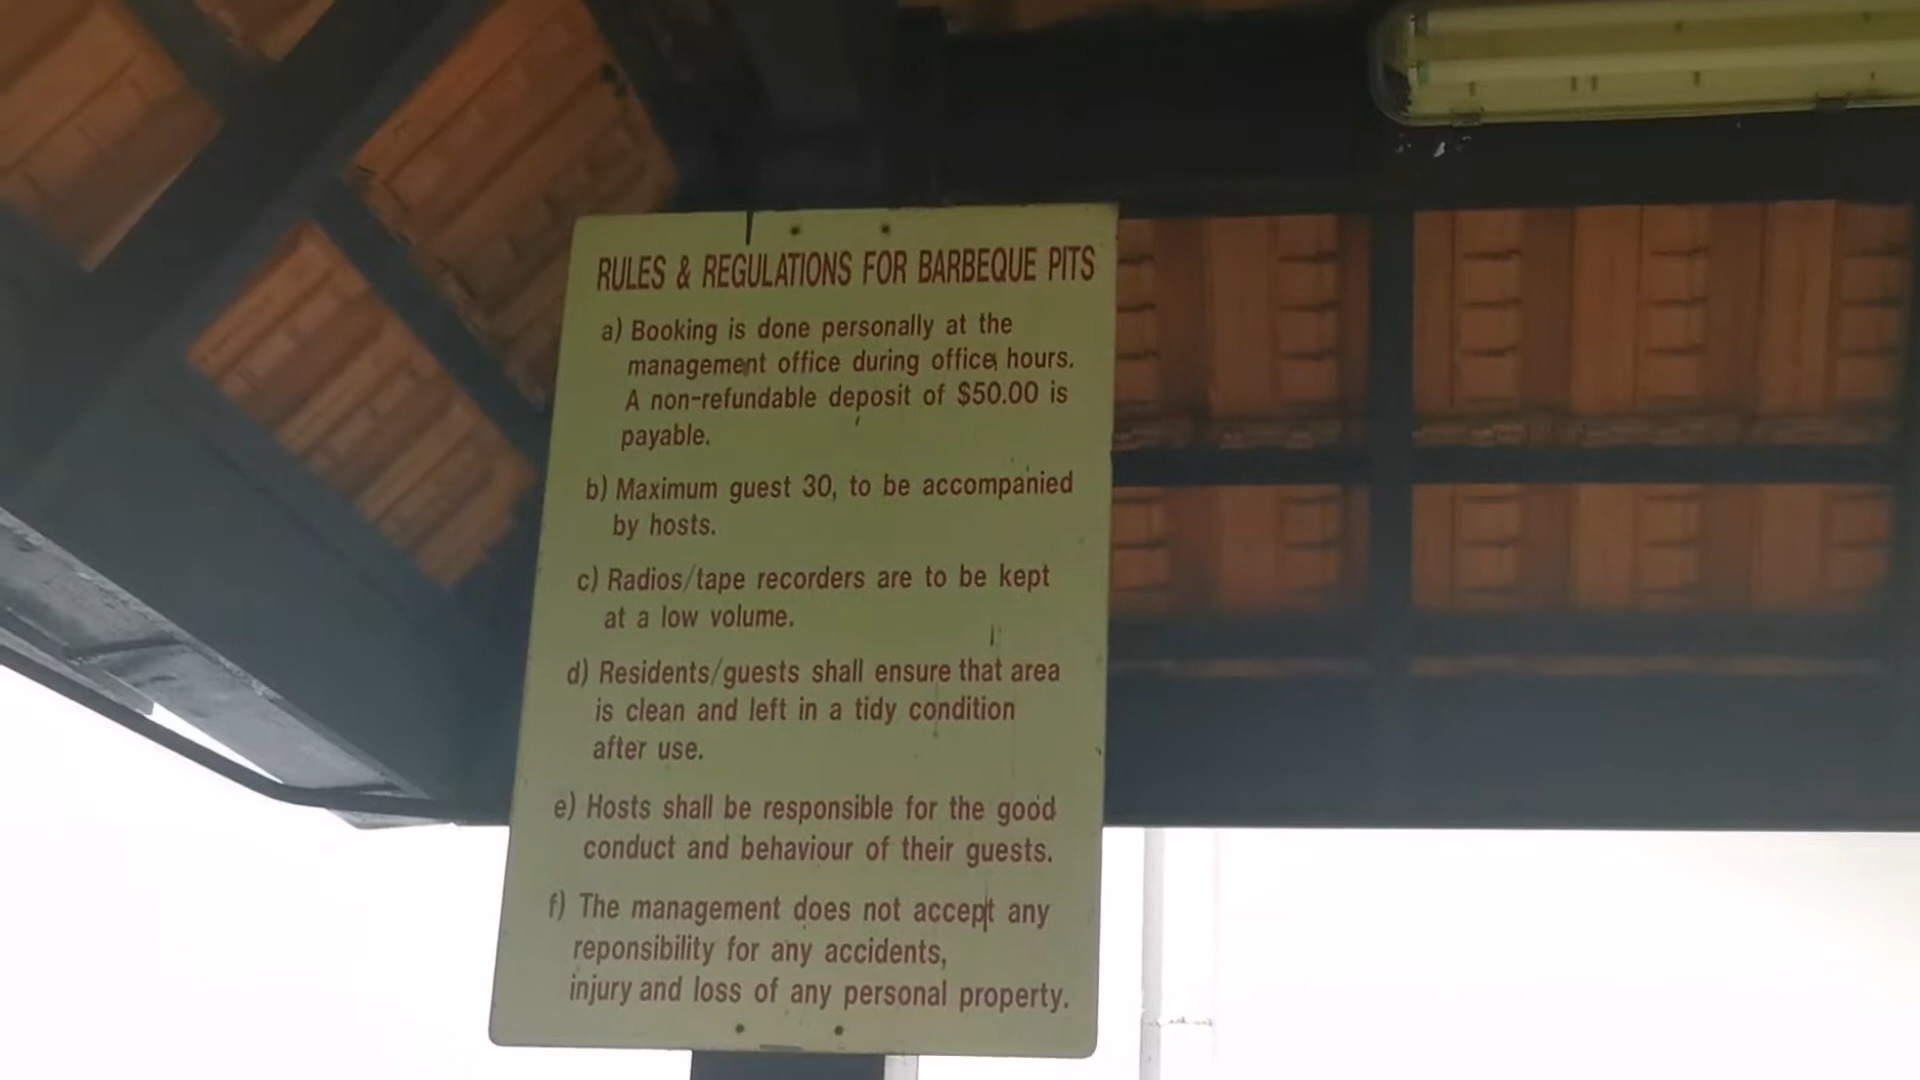 RULES & REGULATIONS FOR BARBEQUE PITS
a) Booking is done personally at the
management office during office hours.
A non-refundable deposit of $50.00 is
payable.
b) Maximum guest 30, to be accompanied
by hosts.
c) Radios/tape recorders are to be kept
at a low volume.
d) Residents/guests shall ensure that area
is clean and left in a tidy condition
after use.
e) Hosts shall be responsible for the good
conduct and behaviour of their guests.
f) The management does not accept any
reponsibility for any accidents,
injury and loss of any personal property.